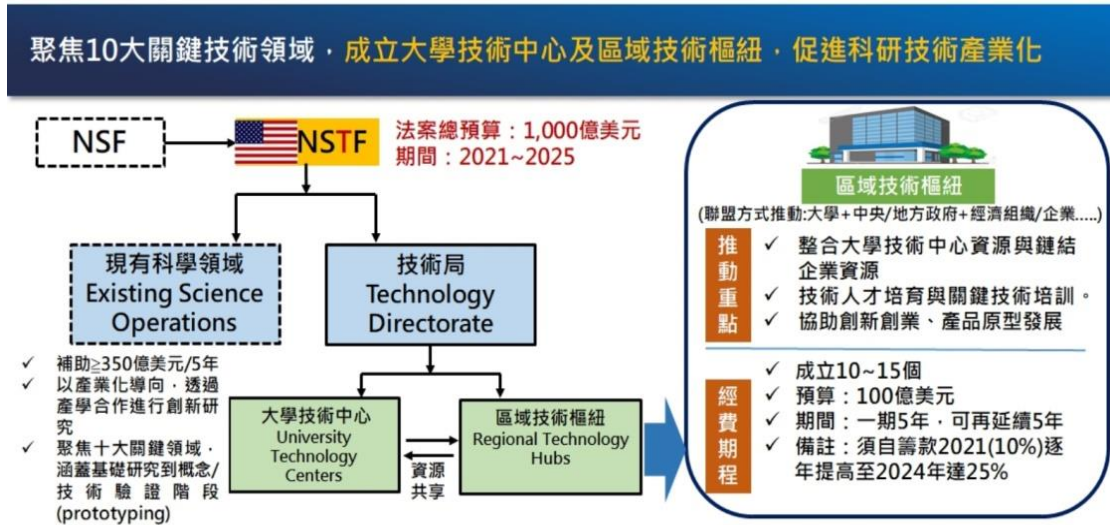 聚焦10大關鍵技術領域，成立大學技術中心及區域技術樞紐，促進科研技術產業化
NSF
NSTF
法案總預算：1,000億美元
期間：2021~2025
現有科學領域
Existing Science
Operations
技術局
Technology
Directorate
✓ 補助≧350億美元/5年
✓ 以產業化導向，透過
產學合作進行創新研
究
✓ 聚焦十大關鍵領域，
涵蓋基礎研究到概念/
技術驗證階段
(prototyping)
大學技術中心
University
Technology
Centers
資源
共享
區域技術樞紐
Regional Technology
Hubs
區域技術樞紐
(聯盟方式推動:大學+中央/地方政府+經濟組織/企業.....)
推動重點
✓ 整合大學技術中心資源與鏈結
企業資源
✓ 技術人才培育與關鍵技術培訓。
✓ 協助創新創業、產品原型發展
經費期程
✓ 成立10~15個
✓ 預算：100億美元
✓ 期間：一期5年，可再延續5年
✓ 備註：須自籌款2021(10%)逐
年提高至2024年達25%